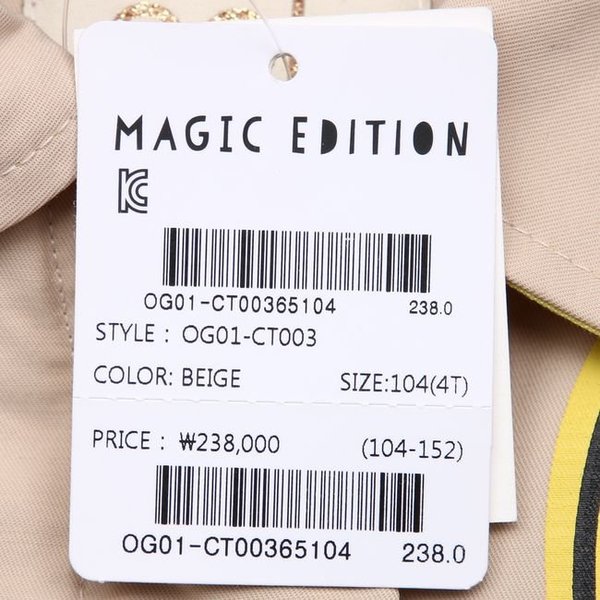 MAGIC EDITION
KC
OG01-CT00365104 238.0
STYLE : OG01-CT003
COLOR: BEIGE SIZE:104(4T)
PRICE : ₩238,000 (104-152)
OG01-CT00365104 238.0